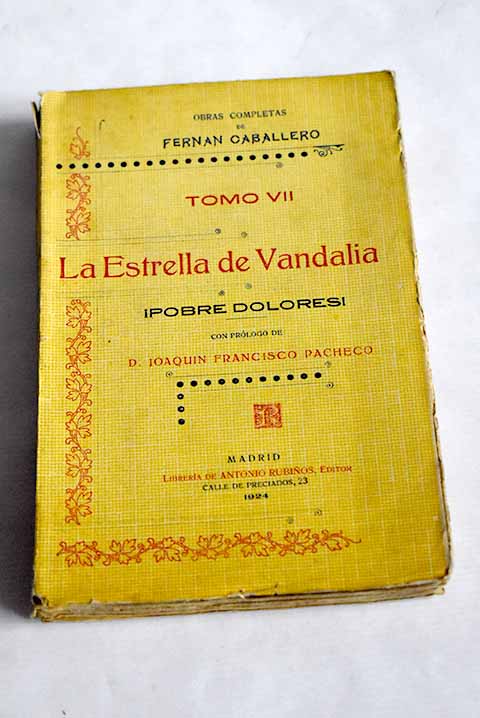 OBRAS COMPLETAS
DE
FERNAN CABALLERO
TOMO VII
La Estrella de Vandalia
¡POBRE DOLORES!
CON PRÓLOGO DE
D. JOAQUIN FRANCISCO PACHECO
MADRID
LIBRERÍA DE ANTONIO RUBIÑOS, EDITOR
CALLE DE PRECIADOS, 23
1924